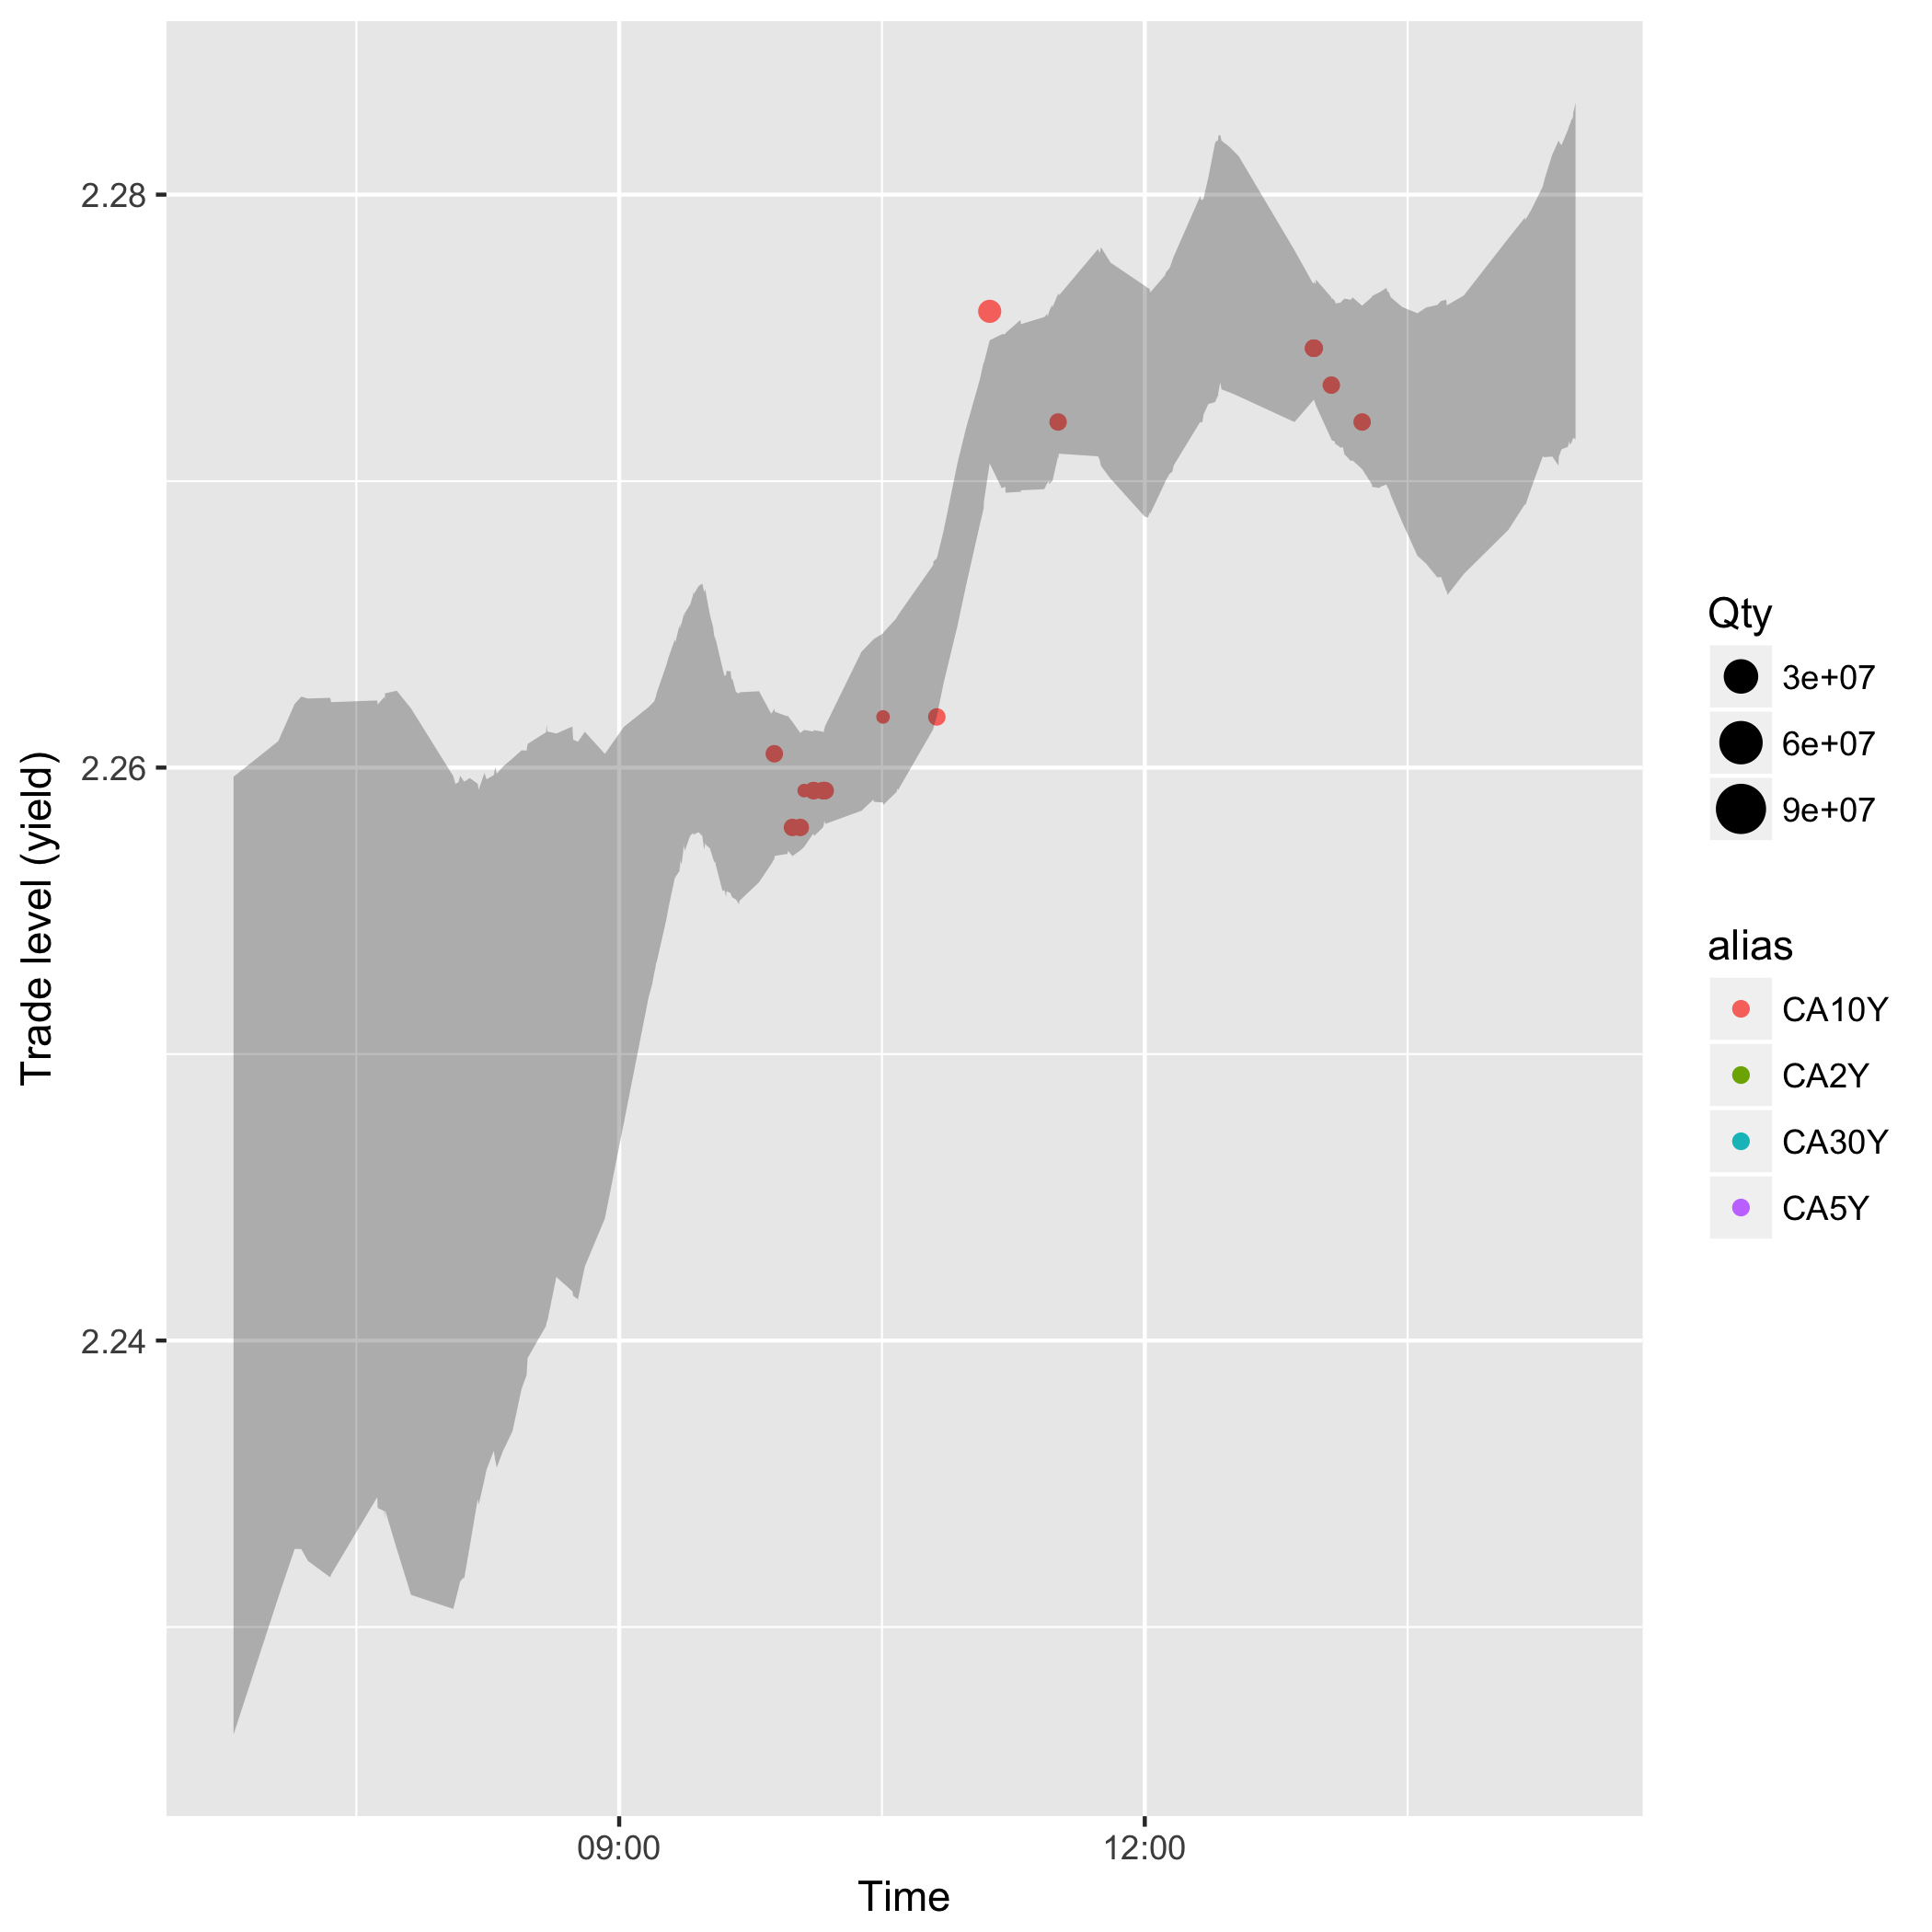 Trade level (yield)
2.28
2.26
2.24
09:00
12:00
Time
Qty
3e+07
6e+07
9e+07
alias
CA10Y
CA2Y
CA30Y
CA5Y